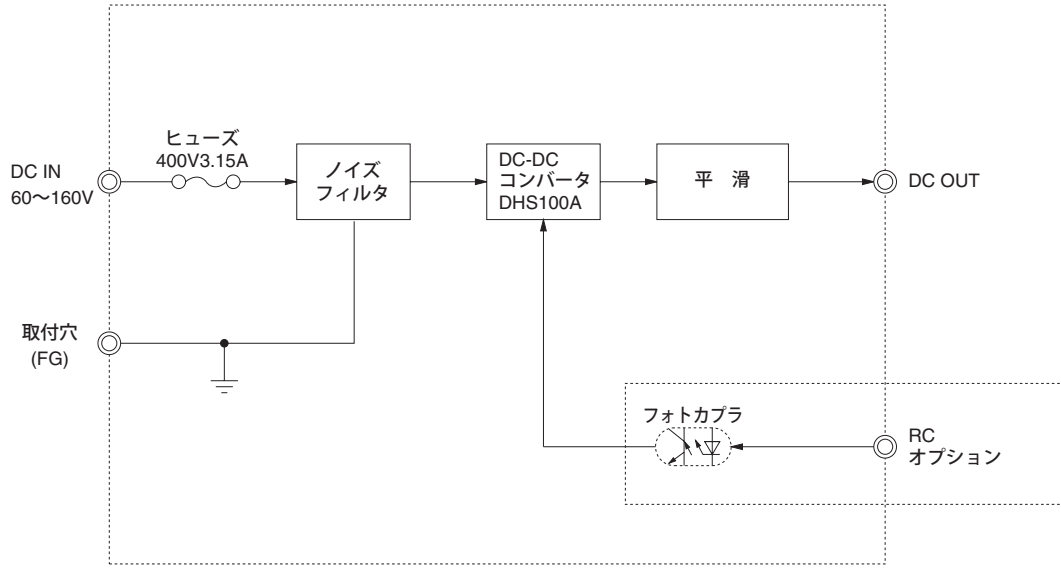 ヒューズ
400V3.15A
DC IN
60～160V
ノイズ
フィルタ
DC-DC
コンバータ
DHS100A
平 滑
DC OUT
取付穴
(FG)
フォトカプラ
RC
オプション